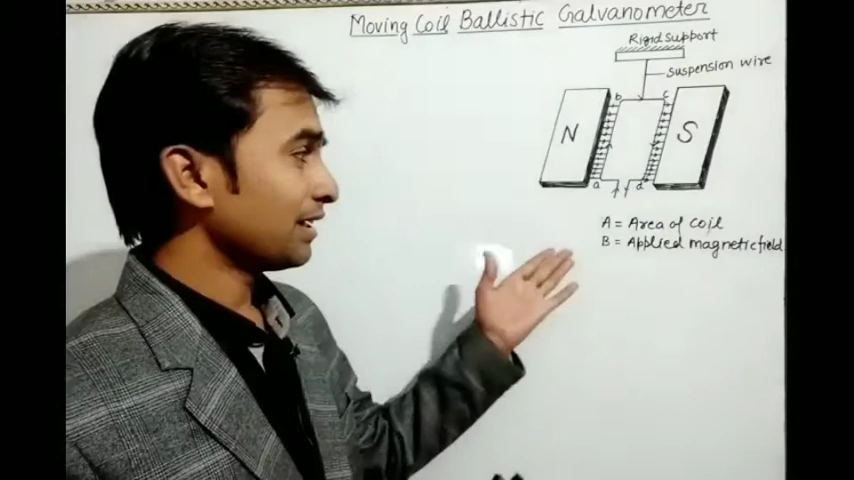 Moving Coil Ballistic Galvanometer
Rigid support
suspension wire
b c
N S
a d
A = Area of coil
B = Applied magnetic field